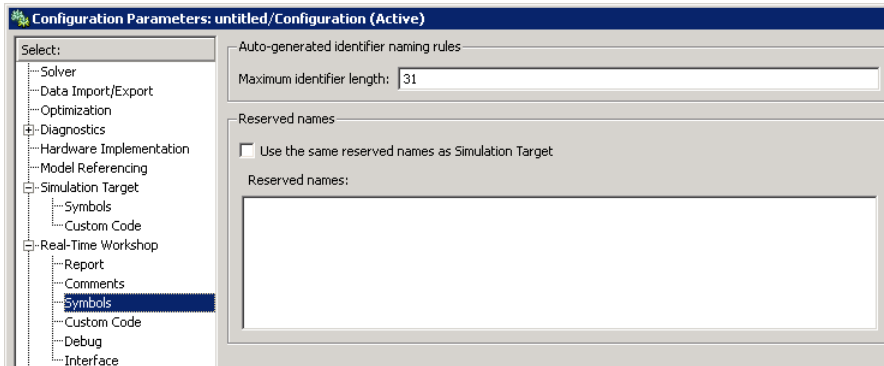 Configuration Parameters: untitled/Configuration (Active)
Select:
Solver
Data Import/Export
Optimization
Diagnostics
Hardware Implementation
Model Referencing
Simulation Target
Symbols
Custom Code
Real-Time Workshop
Report
Comments
Symbols
Custom Code
Debug
Interface
Auto-generated identifier naming rules
Maximum identifier length: 31
Reserved names
Use the same reserved names as Simulation Target
Reserved names: